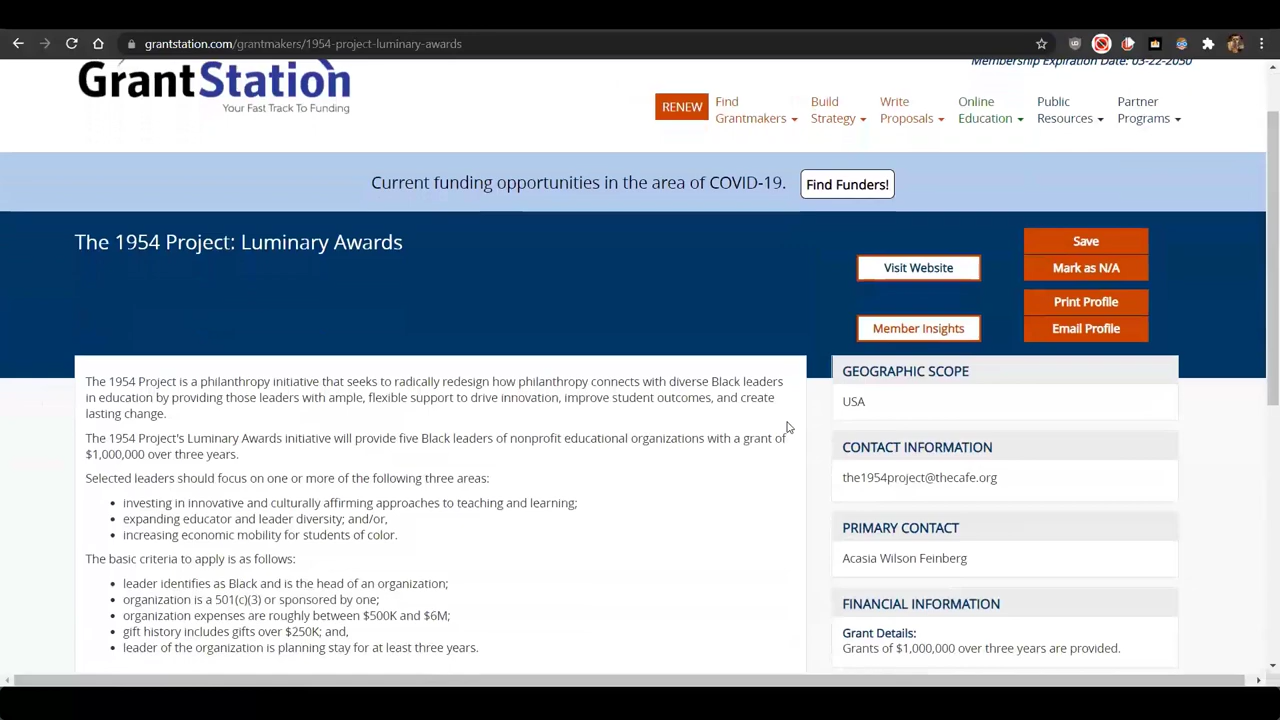 grantstation.com/grantmakers/1954-project-luminary-awards
Membership Expiration Date: 03-22-2050
GrantStation
Your Fast Track To Funding
RENEW
Find Grantmakers
Build Strategy
Write Proposals
Online Education
Public Resources
Partner Programs
Current funding opportunities in the area of COVID-19.
Find Funders!
The 1954 Project: Luminary Awards
Visit Website
Member Insights
Save
Mark as N/A
Print Profile
Email Profile
The 1954 Project is a philanthropy initiative that seeks to radically redesign how philanthropy connects with diverse Black leaders
in education by providing those leaders with ample, flexible support to drive innovation, improve student outcomes, and create
lasting change.
The 1954 Project's Luminary Awards initiative will provide five Black leaders of nonprofit educational organizations with a grant of
$1,000,000 over three years.
Selected leaders should focus on one or more of the following three areas:
• investing in innovative and culturally affirming approaches to teaching and learning;
• expanding educator and leader diversity; and/or,
• increasing economic mobility for students of color.
The basic criteria to apply is as follows:
• leader identifies as Black and is the head of an organization;
• organization is a 501(c)(3) or sponsored by one;
• organization expenses are roughly between $500K and $6M;
• gift history includes gifts over $250K; and,
• leader of the organization is planning stay for at least three years.
GEOGRAPHIC SCOPE
USA
CONTACT INFORMATION
the1954project@thecafe.org
PRIMARY CONTACT
Acasia Wilson Feinberg
FINANCIAL INFORMATION
Grant Details:
Grants of $1,000,000 over three years are provided.